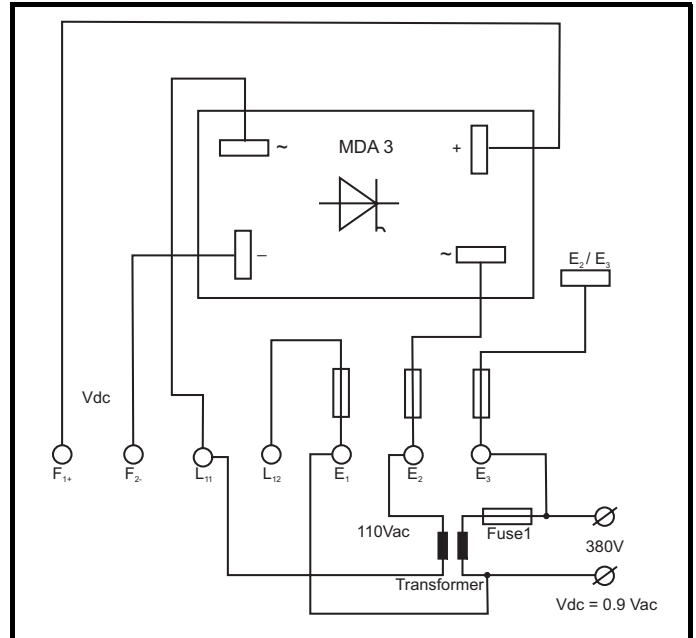 ~
MDA 3
+
–
~
E₂ / E₃
Vdc
F₁₊
F₂₋
L₁₁
L₁₂
E₁
E₂
E₃
110Vac
Fuse1
380V
Transformer
Vdc = 0.9 Vac